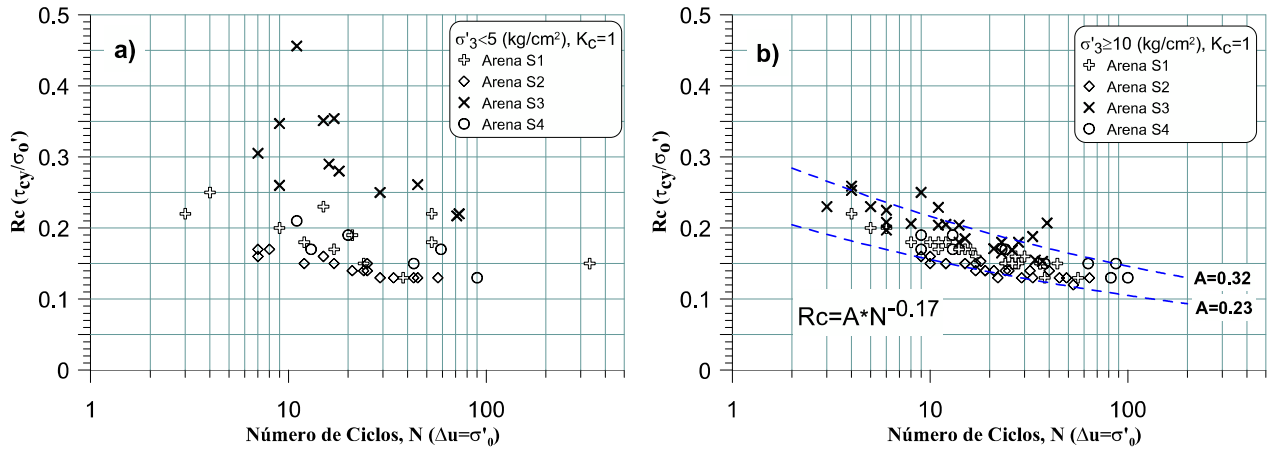 a)
σ'3<5 (kg/cm²), Kc=1
Arena S1
Arena S2
Arena S3
Arena S4
0.5
0.4
0.3
0.2
0.1
0
Rc (τcy/σo')
1
10
100
Número de Ciclos, N (Δu=σ'0)
b)
σ'3≥10 (kg/cm²), Kc=1
Arena S1
Arena S2
Arena S3
Arena S4
0.5
0.4
0.3
0.2
0.1
0
Rc (τcy/σo')
A=0.32
A=0.23
Rc=A*N^-0.17
1
10
100
Número de Ciclos, N (Δu=σ'0)